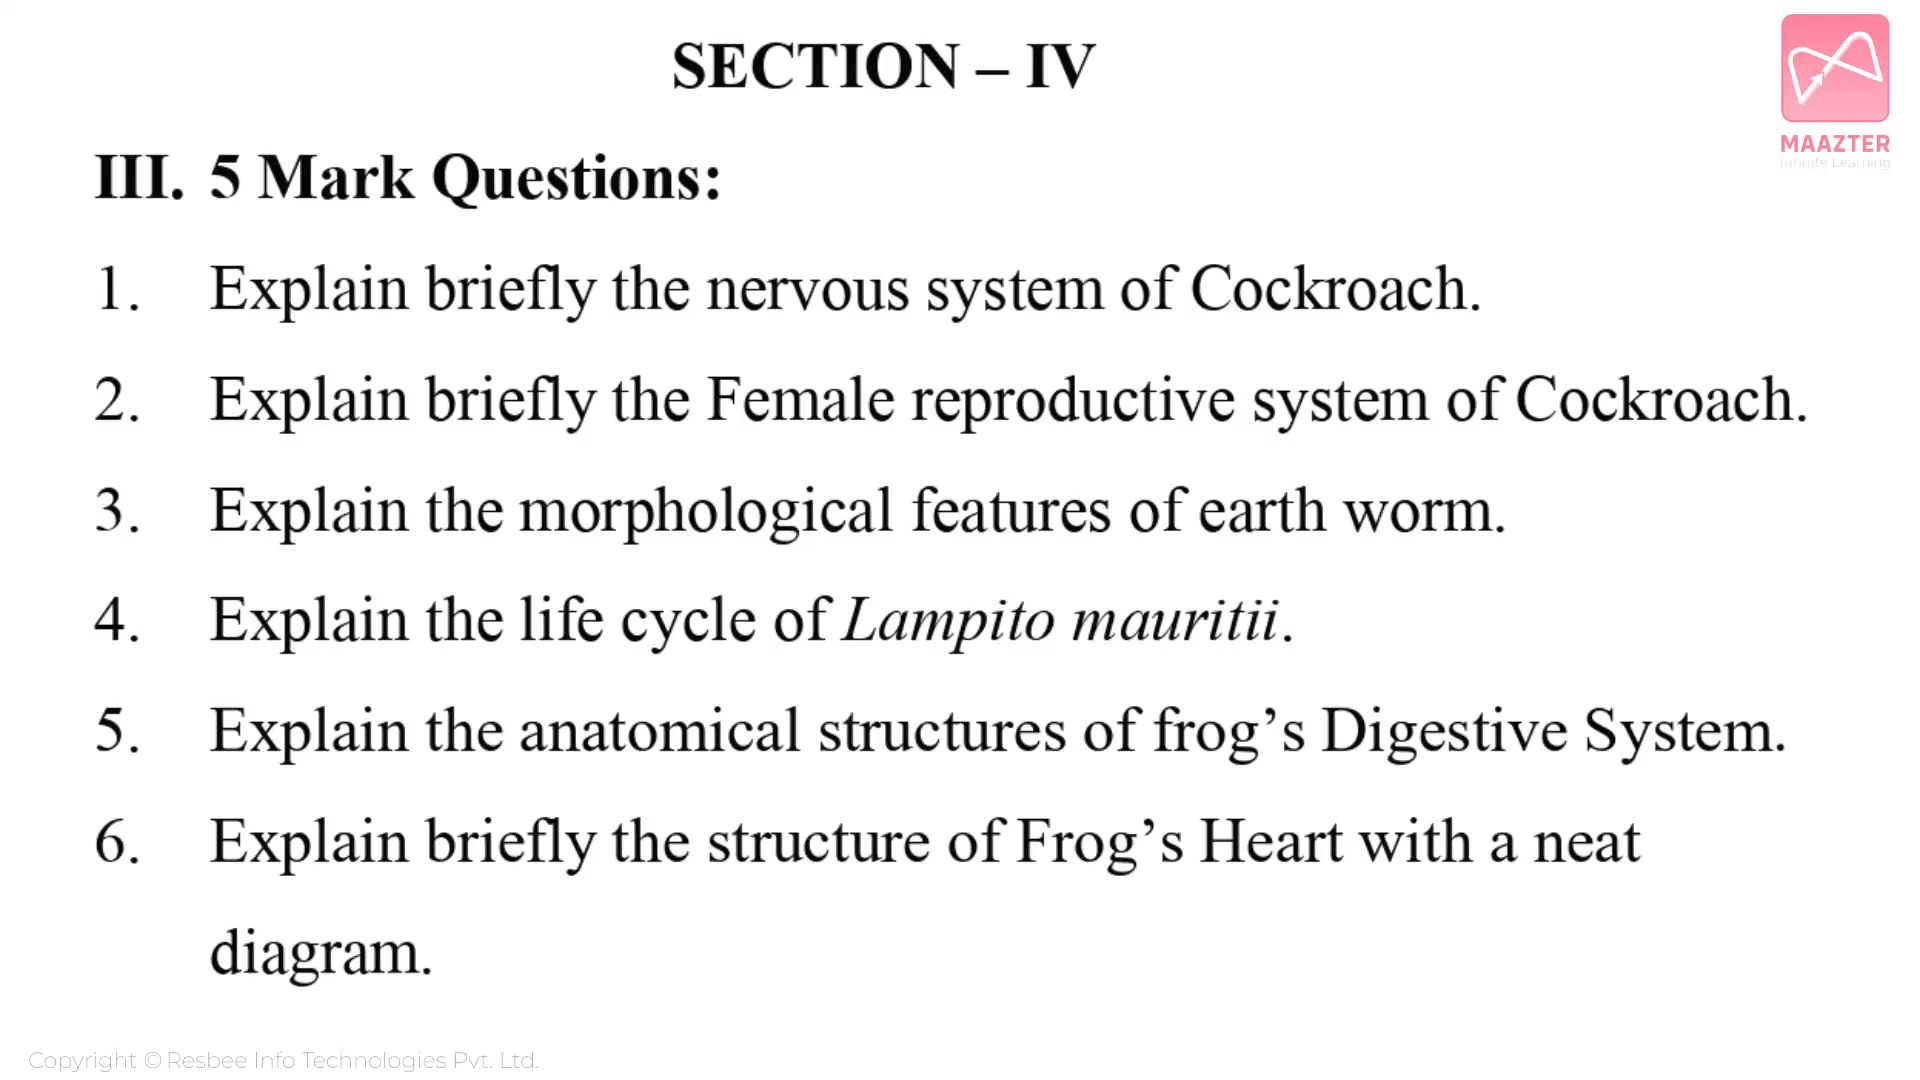 SECTION – IV
MAAZTER
Infinite Learning
III. 5 Mark Questions:
1. Explain briefly the nervous system of Cockroach.
2. Explain briefly the Female reproductive system of Cockroach.
3. Explain the morphological features of earth worm.
4. Explain the life cycle of Lampito mauritii.
5. Explain the anatomical structures of frog’s Digestive System.
6. Explain briefly the structure of Frog’s Heart with a neat
diagram.
Copyright © Resbee Info Technologies Pvt. Ltd.